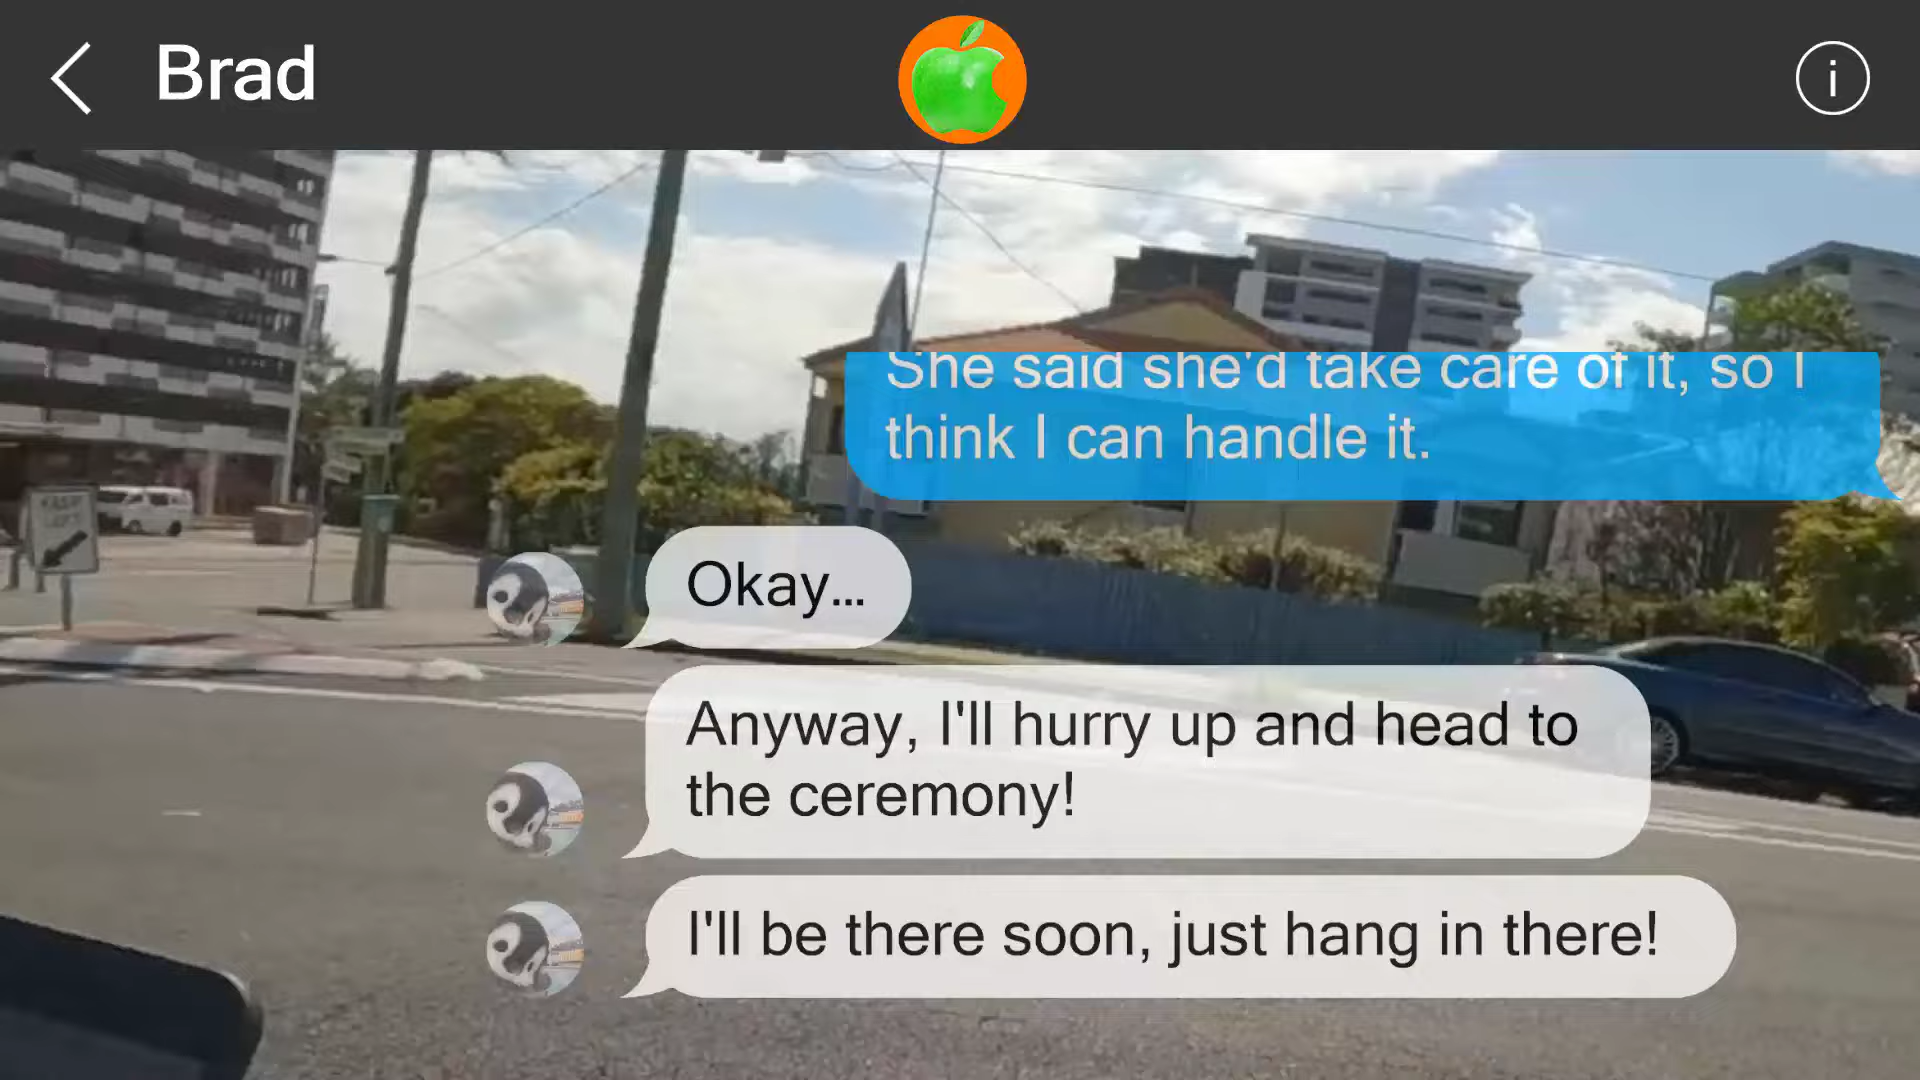 Brad
i
She said she'd take care of it, so I
think I can handle it.
Okay...
Anyway, I'll hurry up and head to
the ceremony!
I'll be there soon, just hang in there!